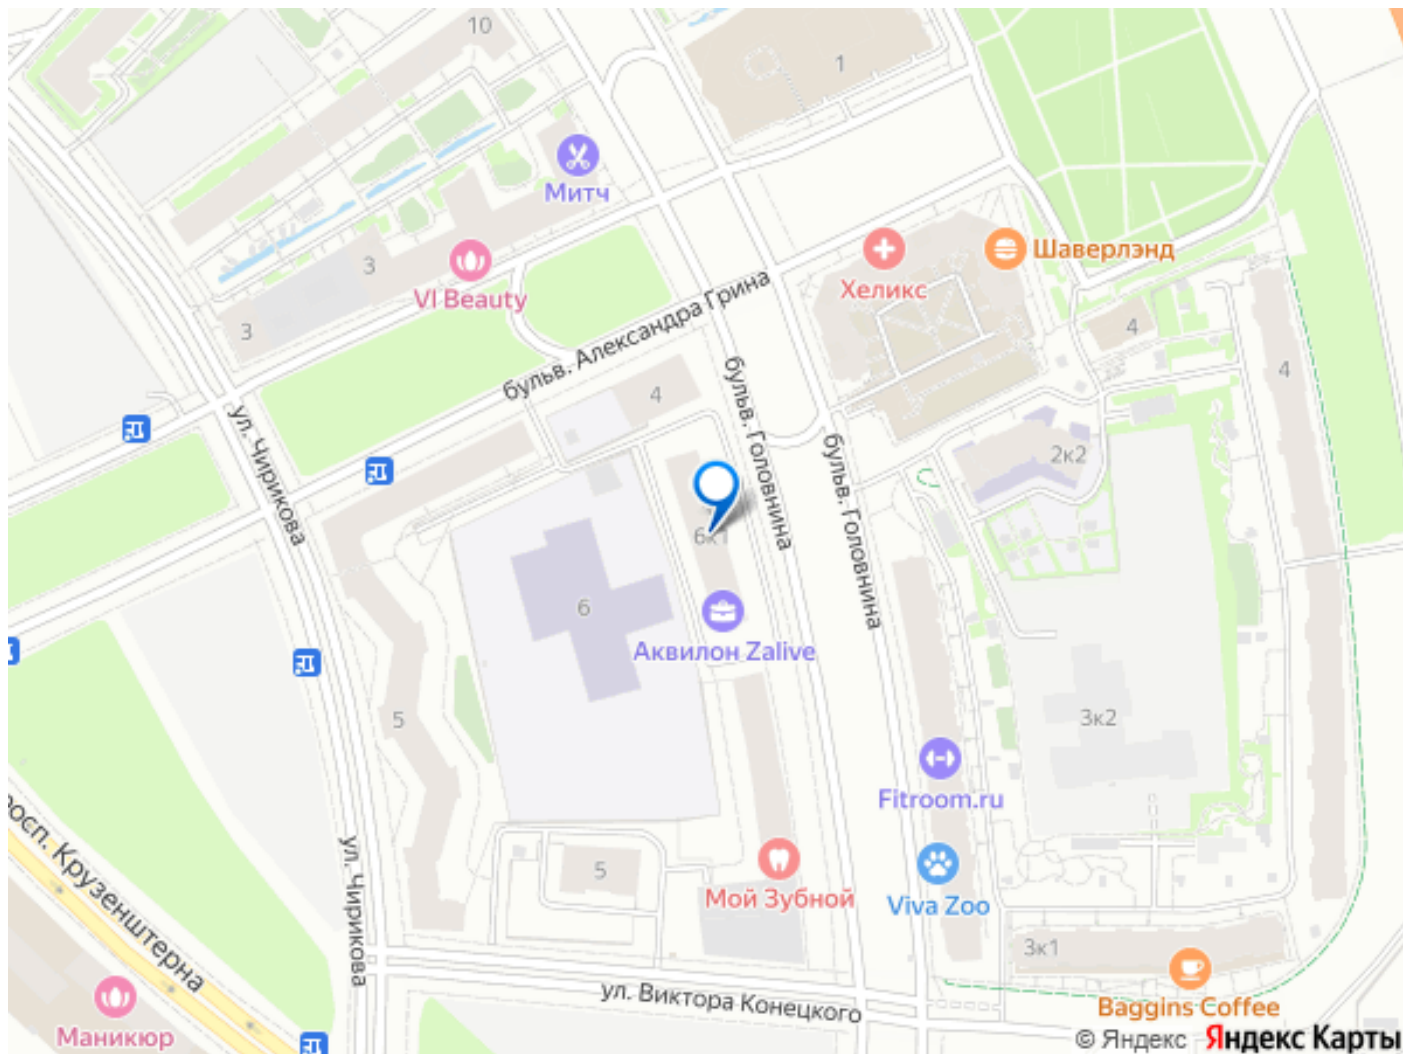 10
1
Митч
3
VI Beauty
3
Хеликс
Шаверлэнд
бульв. Александра Грина
4
4
4
ул. Чирикова
бульв. Головнина
бульв. Головнина
2к2
6к1
6
Аквилон Zalive
5
3к2
Fitroom.ru
просп. Крузенштерна
ул. Чирикова
5
Мой Зубной
Viva Zoo
3к1
Baggins Coffee
ул. Виктора Конецкого
Маникюр
© Яндекс Яндекс Карты